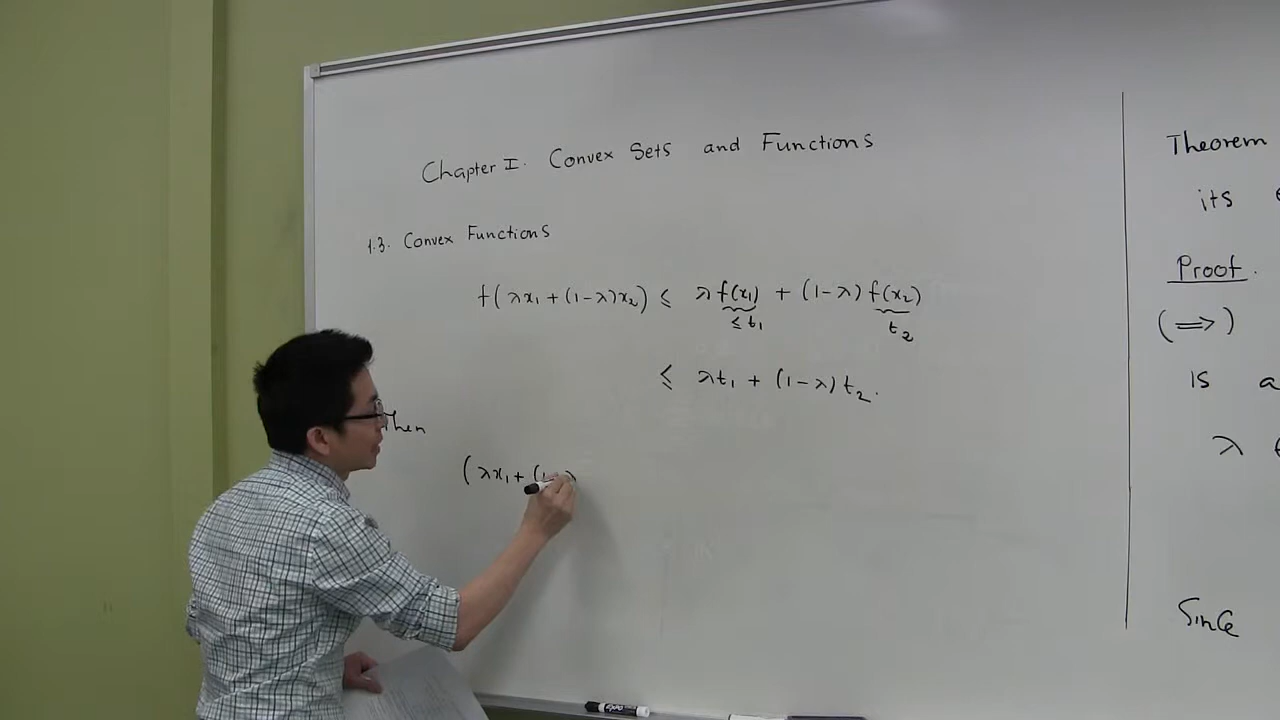 Chapter I. Convex Sets and Functions
1.3. Convex Functions
f(λx₁ + (1-λ)x₂) ≤ λf(x₁) + (1-λ) f(x₂)
≤ t₁ t₂
≤ λt₁ + (1-λ) t₂.
Then
(λx₁ + (1-λ
Theorem
its
Proof.
(⟹)
is a
λ
Since